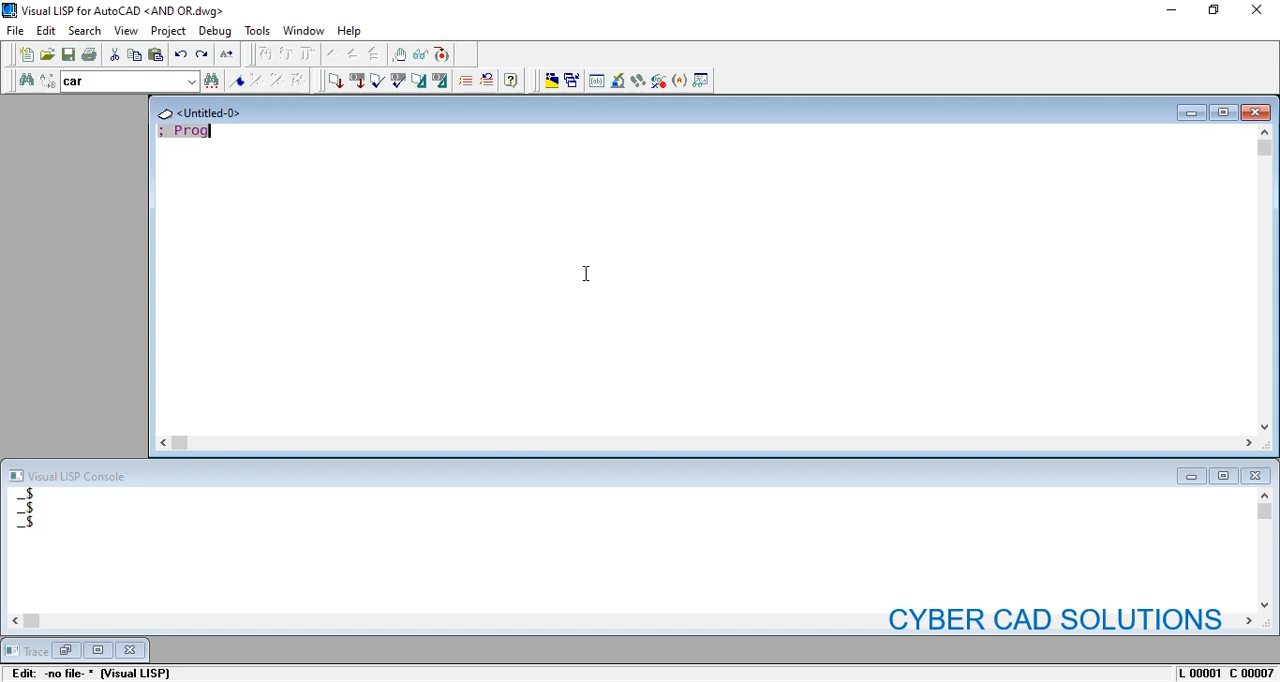 Visual LISP for AutoCAD <AND OR.dwg>
File Edit Search View Project Debug Tools Window Help
car
<Untitled-0>
; Prog
Visual LISP Console
_$
_$
_$
CYBER CAD SOLUTIONS
Trace
Edit: -no file- * (Visual LISP) L 00001 C 00007